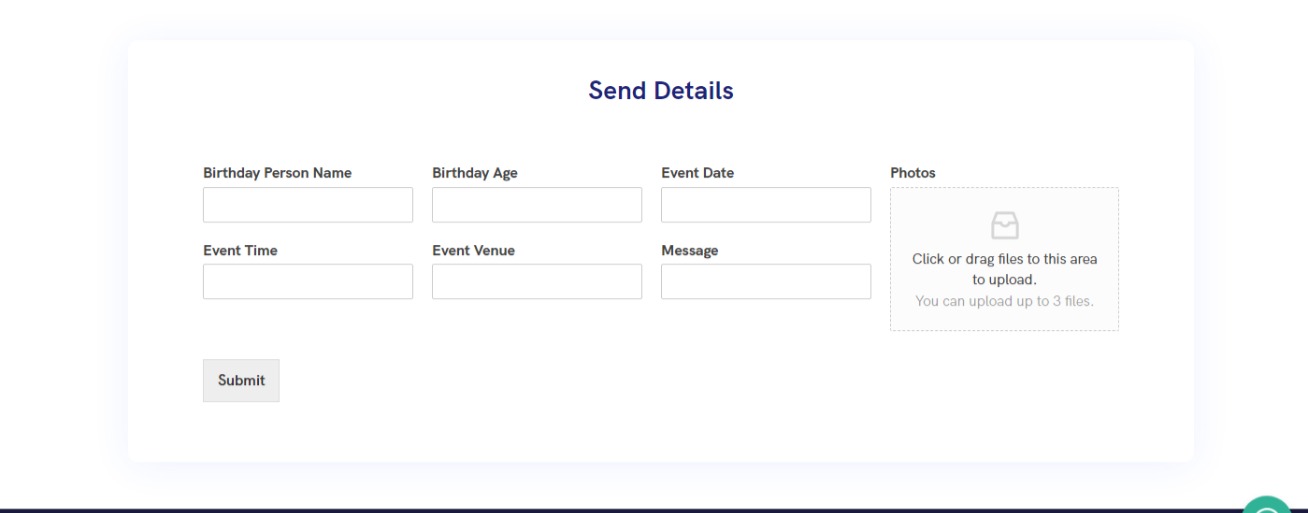 Send Details
Birthday Person Name
Birthday Age
Event Date
Photos
Click or drag files to this area
to upload.
You can upload up to 3 files.
Event Time
Event Venue
Message
Submit